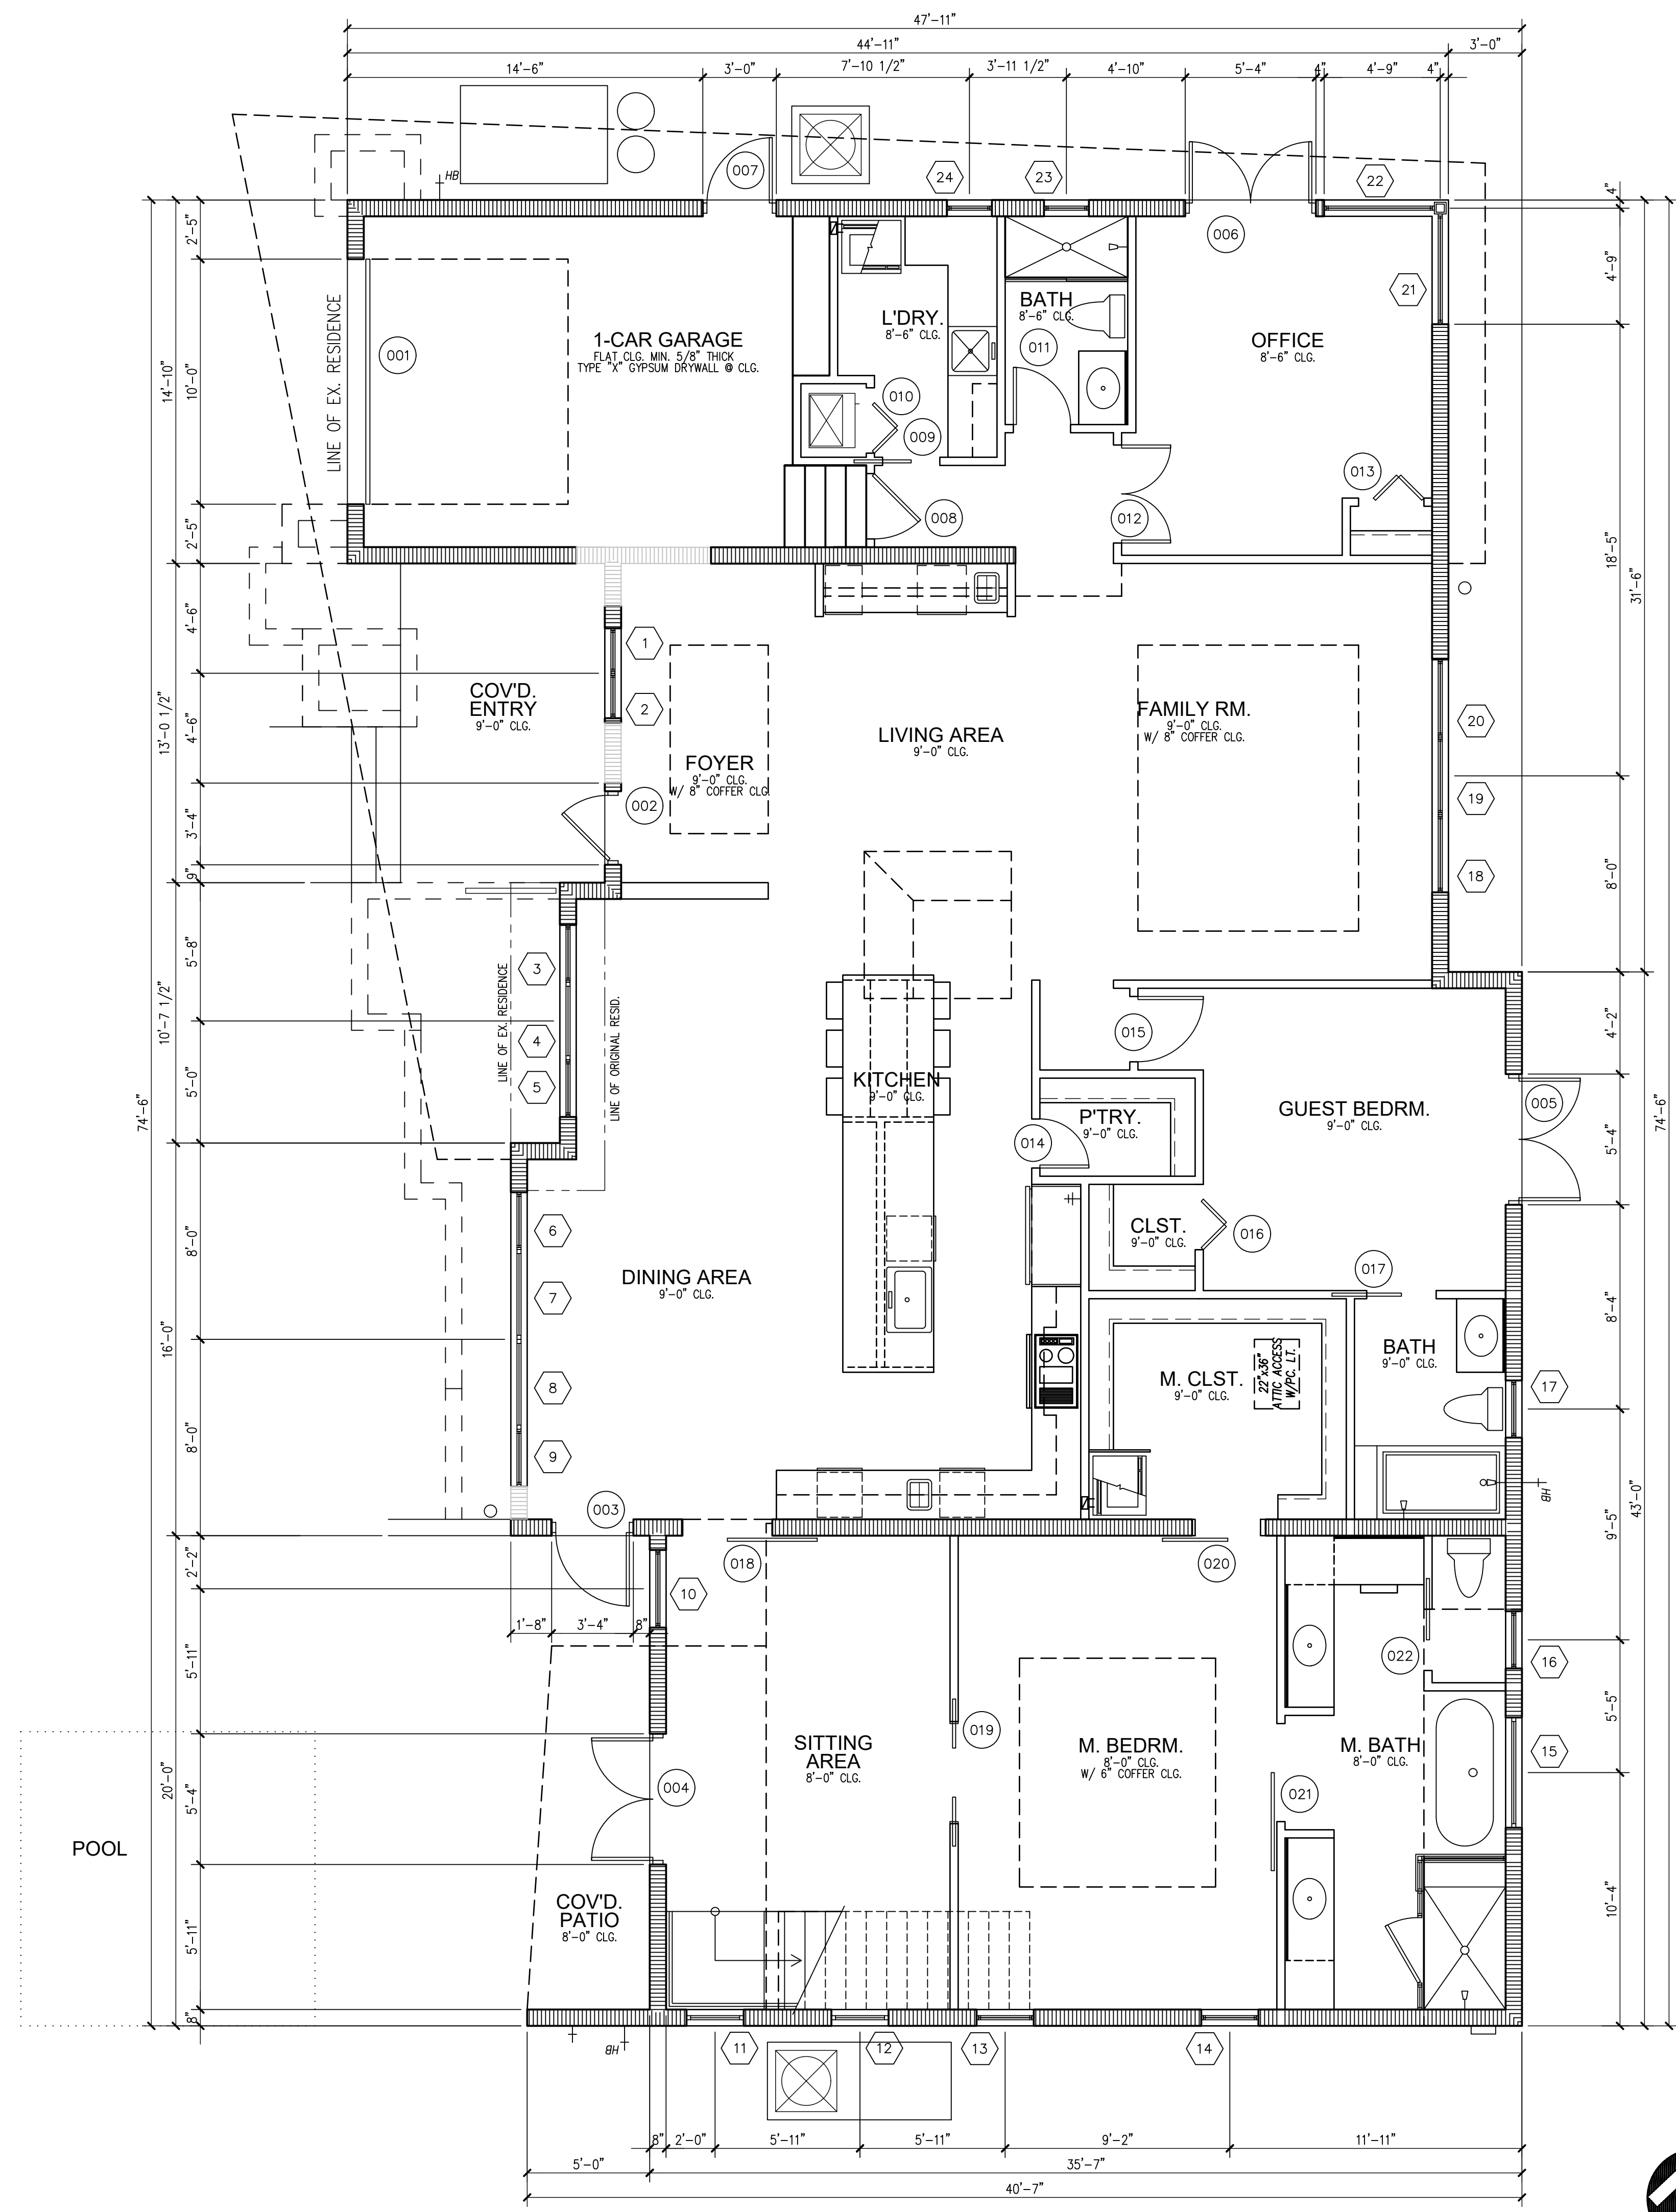 47'-11"
44'-11"
3'-0"
14'-6"
3'-0"
7'-10 1/2"
3'-11 1/2"
4'-10"
5'-4"
4"
4'-9"
4"
HB
007
24
23
22
006
4"
2'-5"
4'-9"
21
LINE OF EX. RESIDENCE
001
1-CAR GARAGE
FLAT CLG. MIN. 5/8" THICK
TYPE "X" GYPSUM DRYWALL @ CLG.
L'DRY.
8'-6" CLG.
BATH
8'-6" CLG.
011
OFFICE
8'-6" CLG.
14'-10"
10'-0"
010
009
013
008
012
2'-5"
18'-5"
31'-6"
4'-6"
1
COV'D.
ENTRY
9'-0" CLG.
2
FOYER
9'-0" CLG.
W/ 8" COFFER CLG
LIVING AREA
9'-0" CLG.
FAMILY RM.
9'-0" CLG.
W/ 8" COFFER CLG.
20
13'-0 1/2"
4'-6"
002
19
3'-4"
18
8'-0"
9"
5'-8"
3
LINE OF EX. RESIDENCE
LINE OF ORIGINAL RESID.
10'-7 1/2"
4
015
4'-2"
5
KITCHEN
9'-0" CLG.
5'-0"
74'-6"
P'TRY.
9'-0" CLG.
014
GUEST BEDRM.
9'-0" CLG.
005
5'-4"
74'-6"
6
8'-0"
CLST.
9'-0" CLG.
016
017
DINING AREA
9'-0" CLG.
7
8'-4"
16'-0"
BATH
9'-0" CLG.
M. CLST.
9'-0" CLG.
22"x36"
ATTIC ACCESS
W/PC. LT.
8
17
8'-0"
9
HB
003
43'-0"
9'-5"
2'-2"
018
020
10
1'-8"
3'-4"
8"
5'-11"
022
16
5'-5"
019
SITTING
AREA
8'-0" CLG.
M. BEDRM.
8'-0" CLG.
W/ 6" COFFER CLG.
M. BATH
8'-0" CLG.
15
004
021
20'-0"
5'-4"
POOL
COV'D.
PATIO
8'-0" CLG.
10'-4"
5'-11"
8"
HB
11
12
13
14
8"
2'-0"
5'-11"
5'-11"
9'-2"
11'-11"
5'-0"
35'-7"
40'-7"